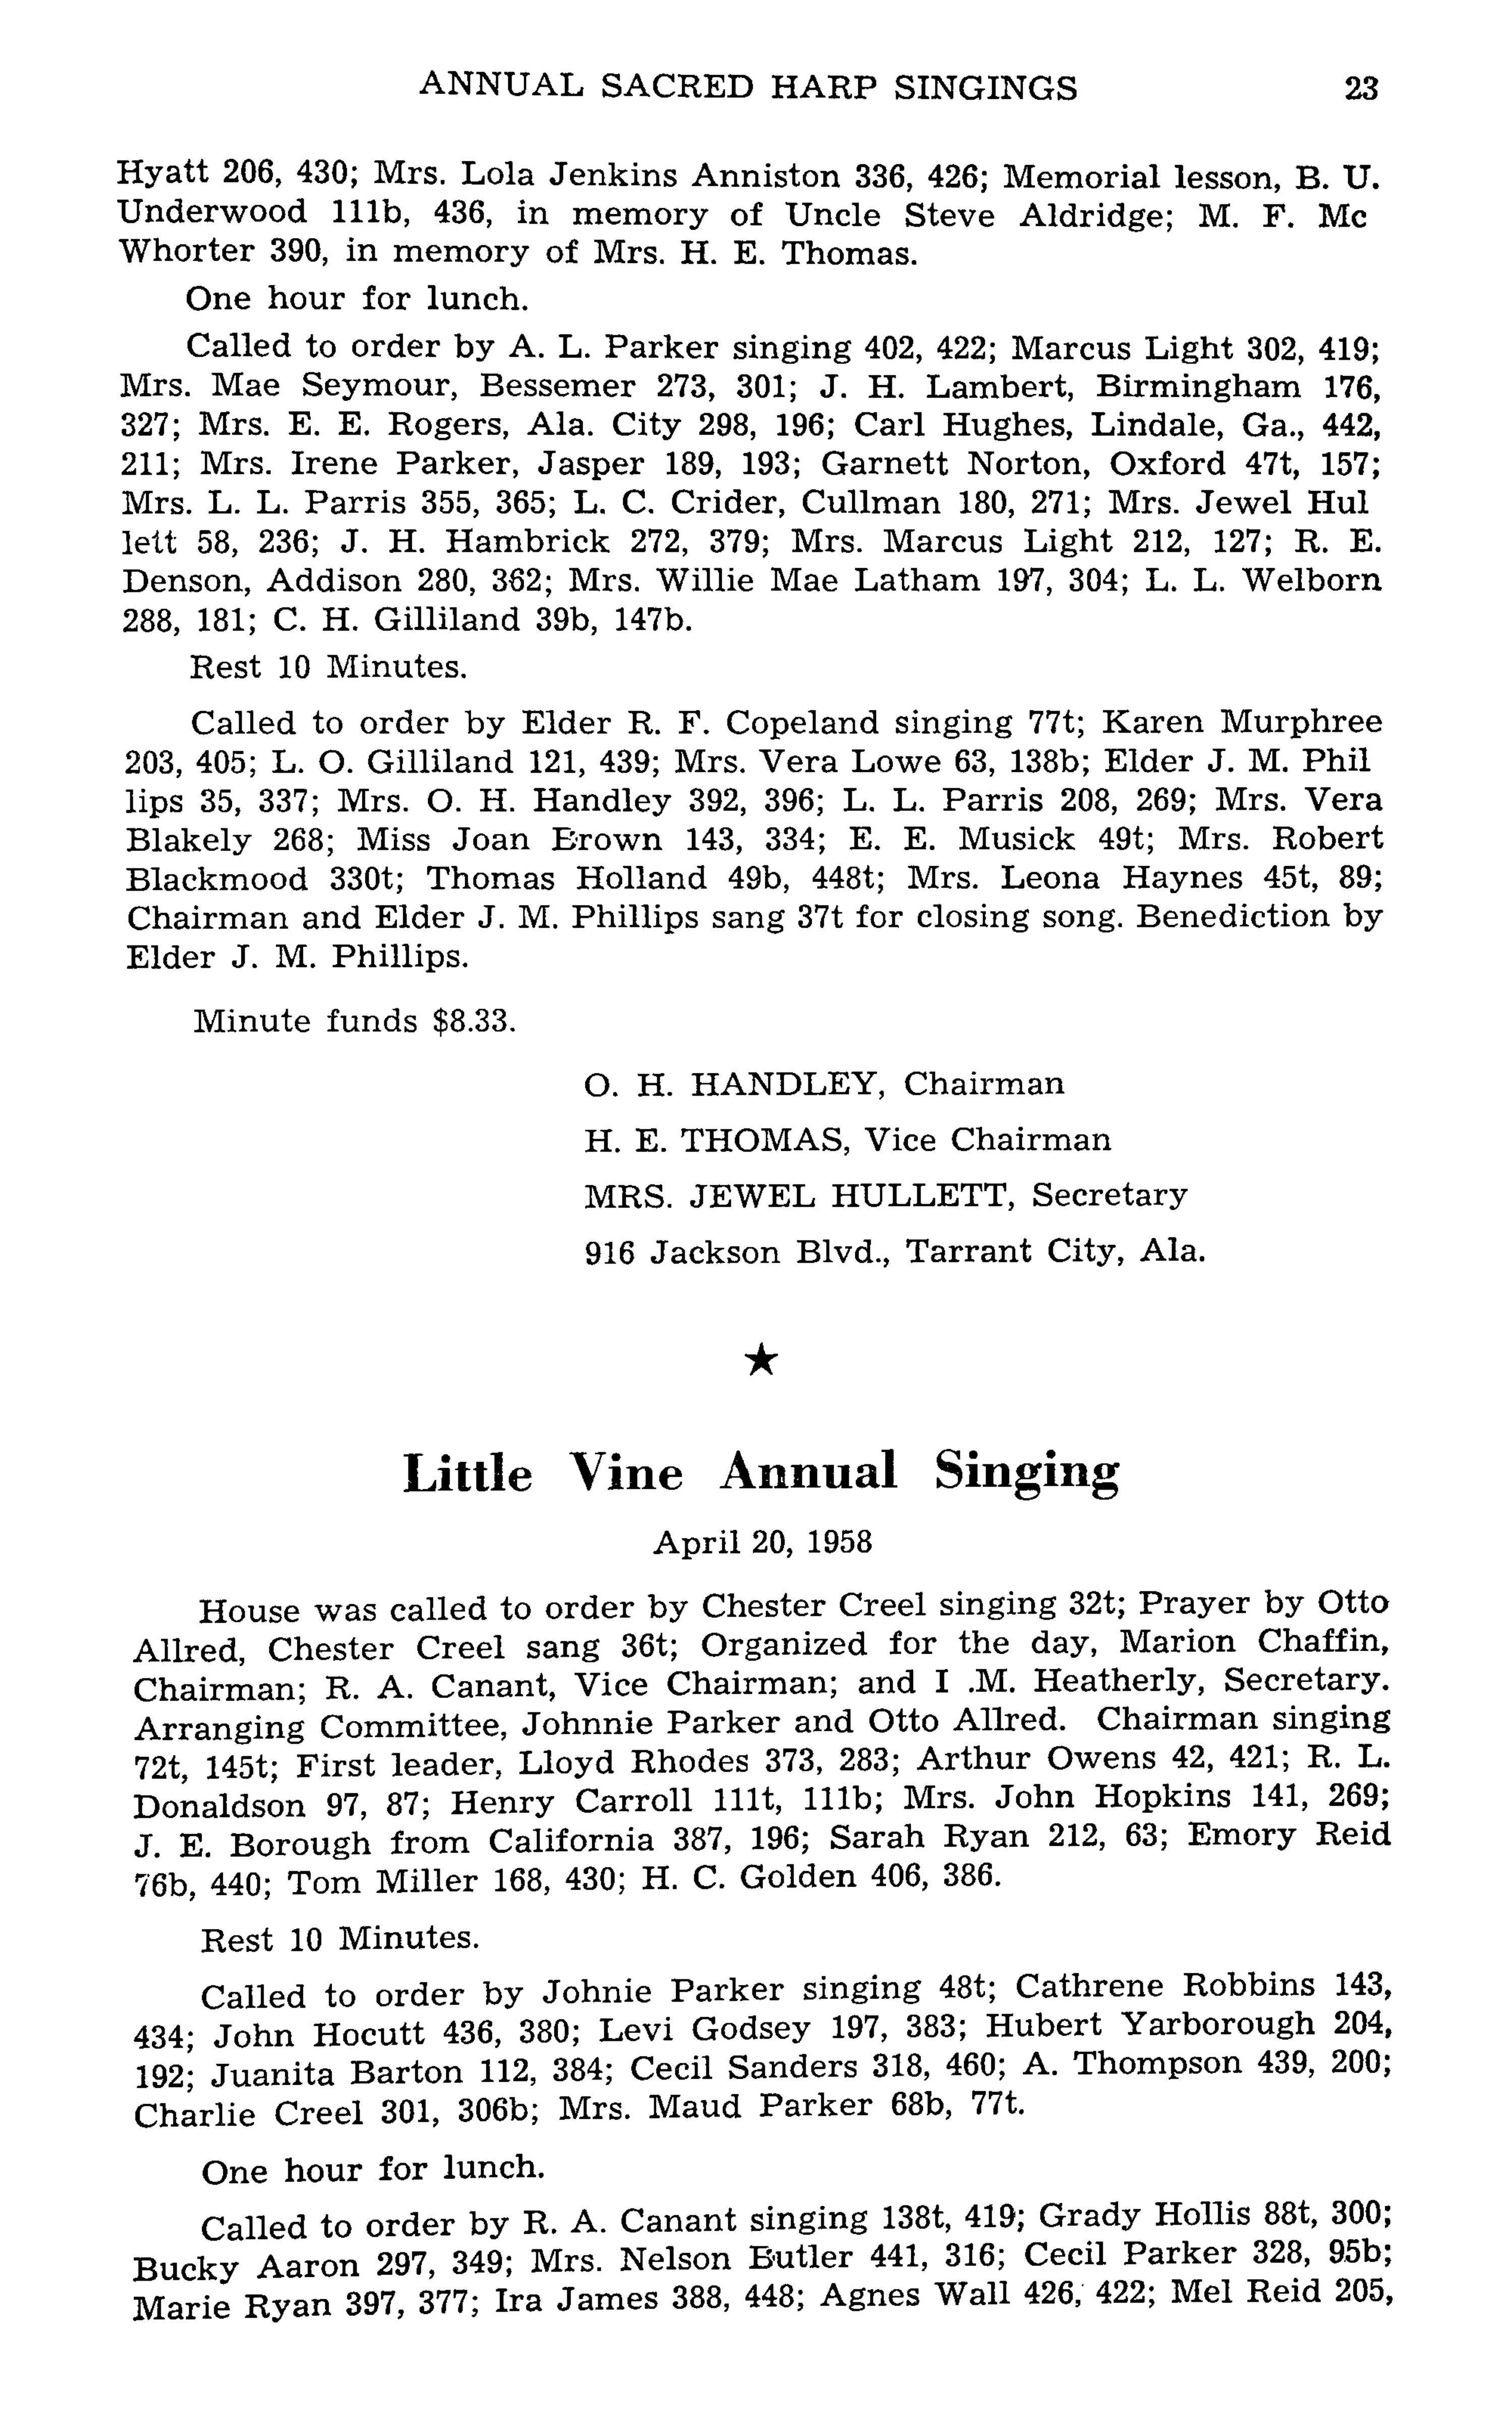 ANNUAL SACRED HARP SINGINGS 23
Hyatt 206, 430; Mrs. Lola Jenkins Anniston 336, 426; Memorial lesson, B. U.
Underwood 111b, 436, in memory of Uncle Steve Aldridge; M. F. Mc
Whorter 390, in memory of Mrs. H. E. Thomas.
One hour for lunch.
Called to order by A. L. Parker singing 402, 422; Marcus Light 302, 419;
Mrs. Mae Seymour, Bessemer 273, 301; J. H. Lambert, Birmingham 176,
327; Mrs. E. E. Rogers, Ala. City 298, 196; Carl Hughes, Lindale, Ga., 442,
211; Mrs. Irene Parker, Jasper 189, 193; Garnett Norton, Oxford 47t, 157;
Mrs. L. L. Parris 355, 365; L. C. Crider, Cullman 180, 271; Mrs. Jewel Hul
lett 58, 236; J. H. Hambrick 272, 379; Mrs. Marcus Light 212, 127; R. E.
Denson, Addison 280, 362; Mrs. Willie Mae Latham 197, 304; L. L. Welborn
288, 181; C. H. Gilliland 39b, 147b.
Rest 10 Minutes.
Called to order by Elder R. F. Copeland singing 77t; Karen Murphree
203, 405; L. O. Gilliland 121, 439; Mrs. Vera Lowe 63, 138b; Elder J. M. Phil
lips 35, 337; Mrs. O. H. Handley 392, 396; L. L. Parris 208, 269; Mrs. Vera
Blakely 268; Miss Joan Brown 143, 334; E. E. Musick 49t; Mrs. Robert
Blackmood 330t; Thomas Holland 49b, 448t; Mrs. Leona Haynes 45t, 89;
Chairman and Elder J. M. Phillips sang 37t for closing song. Benediction by
Elder J. M. Phillips.
Minute funds $8.33.
O. H. HANDLEY, Chairman
H. E. THOMAS, Vice Chairman
MRS. JEWEL HULLETT, Secretary
916 Jackson Blvd., Tarrant City, Ala.
★
Little Vine Annual Singing
April 20, 1958
House was called to order by Chester Creel singing 32t; Prayer by Otto
Allred, Chester Creel sang 36t; Organized for the day, Marion Chaffin,
Chairman; R. A. Canant, Vice Chairman; and I .M. Heatherly, Secretary.
Arranging Committee, Johnnie Parker and Otto Allred. Chairman singing
72t, 145t; First leader, Lloyd Rhodes 373, 283; Arthur Owens 42, 421; R. L.
Donaldson 97, 87; Henry Carroll 111t, 111b; Mrs. John Hopkins 141, 269;
J. E. Borough from California 387, 196; Sarah Ryan 212, 63; Emory Reid
76b, 440; Tom Miller 168, 430; H. C. Golden 406, 386.
Rest 10 Minutes.
Called to order by Johnie Parker singing 48t; Cathrene Robbins 143,
434; John Hocutt 436, 380; Levi Godsey 197, 383; Hubert Yarborough 204,
192; Juanita Barton 112, 384; Cecil Sanders 318, 460; A. Thompson 439, 200;
Charlie Creel 301, 306b; Mrs. Maud Parker 68b, 77t.
One hour for lunch.
Called to order by R. A. Canant singing 138t, 419; Grady Hollis 88t, 300;
Bucky Aaron 297, 349; Mrs. Nelson Butler 441, 316; Cecil Parker 328, 95b;
Marie Ryan 397, 377; Ira James 388, 448; Agnes Wall 426, 422; Mel Reid 205,